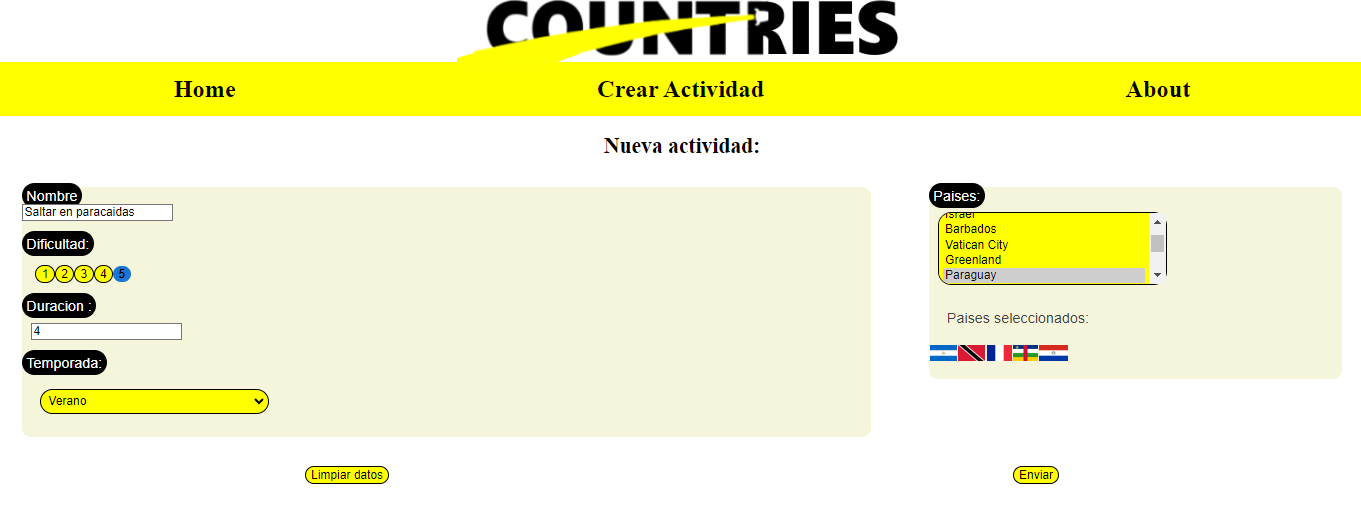 COUNTRIES
Home Crear Actividad About
Nueva actividad:
Nombre
Saltar en paracaidas
Dificultad:
1 2 3 4 5
Duracion :
4
Temporada:
Verano
Paises:
Israel
Barbados
Vatican City
Greenland
Paraguay
Paises seleccionados:
Limpiar datos Enviar